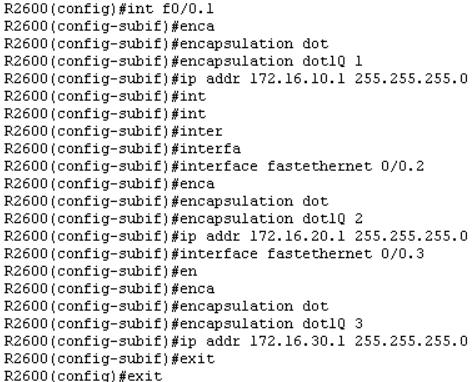 R2600(config)#int f0/0.1
R2600(config-subif)#enca
R2600(config-subif)#encapsulation dot
R2600(config-subif)#encapsulation dot1Q 1
R2600(config-subif)#ip addr 172.16.10.1 255.255.255.0
R2600(config-subif)#int
R2600(config-subif)#int
R2600(config-subif)#inter
R2600(config-subif)#interfa
R2600(config-subif)#interface fastethernet 0/0.2
R2600(config-subif)#enca
R2600(config-subif)#encapsulation dot
R2600(config-subif)#encapsulation dot1Q 2
R2600(config-subif)#ip addr 172.16.20.1 255.255.255.0
R2600(config-subif)#interface fastethernet 0/0.3
R2600(config-subif)#en
R2600(config-subif)#enca
R2600(config-subif)#encapsulation dot
R2600(config-subif)#encapsulation dot1Q 3
R2600(config-subif)#ip addr 172.16.30.1 255.255.255.0
R2600(config-subif)#exit
R2600(config)#exit